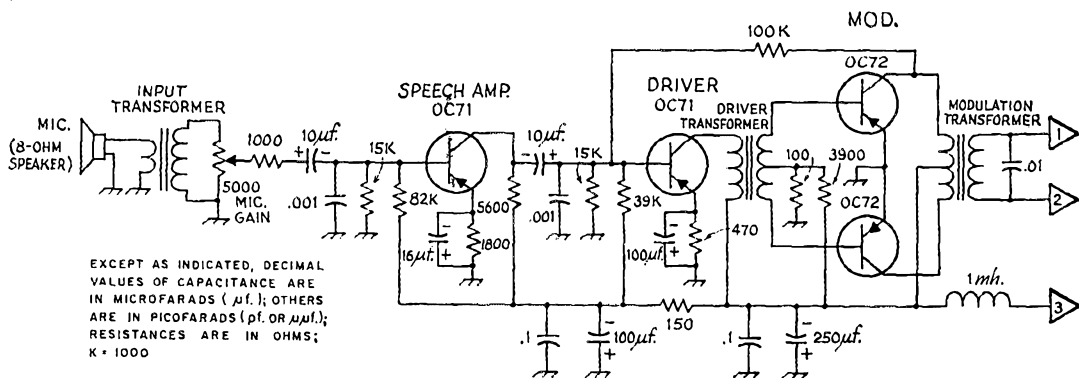 MOD.
100K
OC72
INPUT
TRANSFORMER
SPEECH AMP.
OC71
DRIVER
OC71
DRIVER
TRANSFORMER
MODULATION
TRANSFORMER
MIC.
(8-OHM
SPEAKER)
1000
10µf.
+ -
15K
10µf.
- +
15K
100
3900
.01
1
2
5000
MIC.
GAIN
.001
82K
5600
.001
39K
OC72
16µf.
-
+
1800
100µf.
-
+
470
EXCEPT AS INDICATED, DECIMAL
VALUES OF CAPACITANCE ARE
IN MICROFARADS (µf.); OTHERS
ARE IN PICOFARADS (pf. OR µµf.);
RESISTANCES ARE IN OHMS;
K = 1000
150
1mh.
3
.1
-
100µf.
+
.1
-
250µf.
+